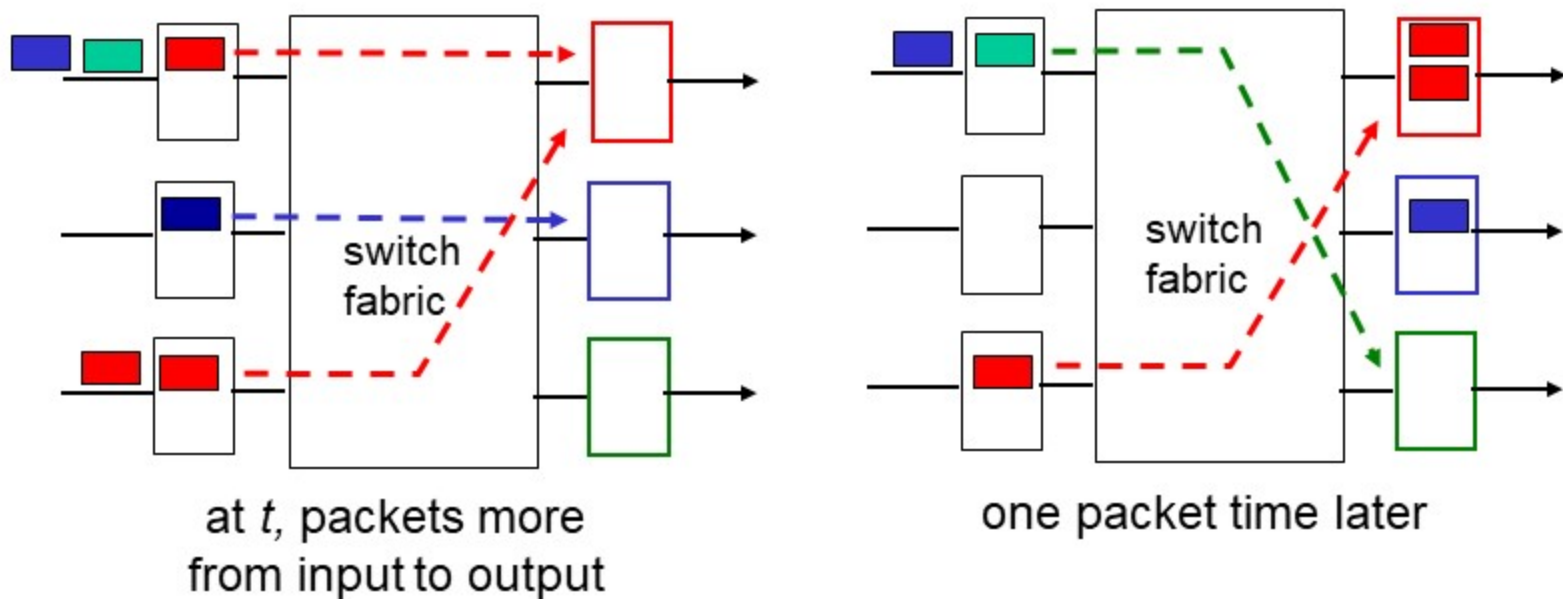 switch
fabric
at t, packets more
from input to output
switch
fabric
one packet time later